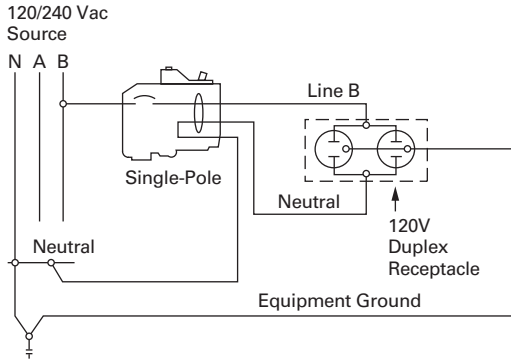 120/240 Vac
Source
N A B
Line B
Single-Pole
Neutral
120V
Duplex
Receptacle
Neutral
Equipment Ground